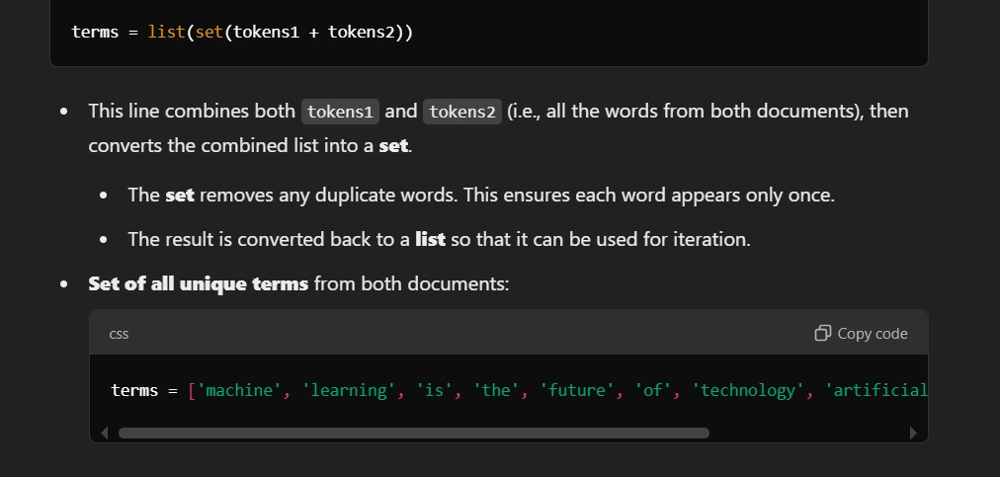 terms = list(set(tokens1 + tokens2))
• This line combines both tokens1 and tokens2 (i.e., all the words from both documents), then
converts the combined list into a set.
• The set removes any duplicate words. This ensures each word appears only once.
• The result is converted back to a list so that it can be used for iteration.
• Set of all unique terms from both documents:
css Copy code
terms = ['machine', 'learning', 'is', 'the', 'future', 'of', 'technology', 'artificial